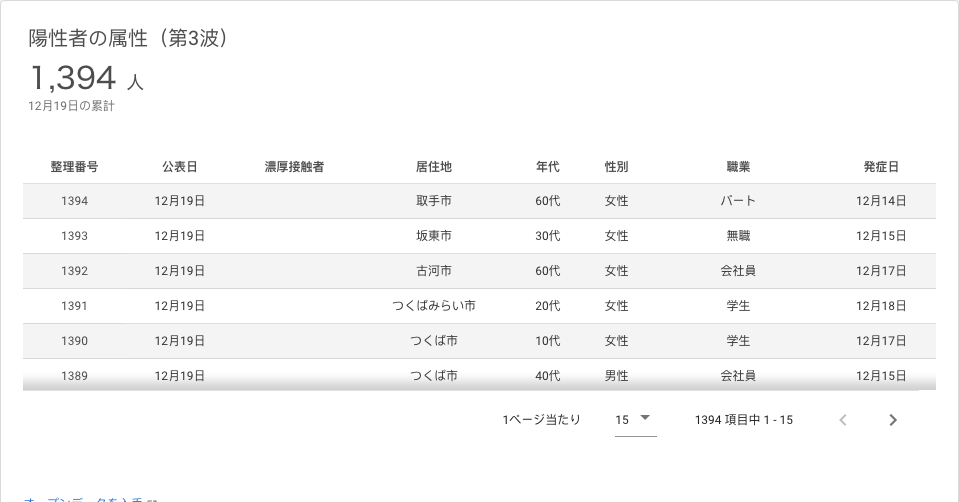 陽性者の属性（第3波）
1,394 人
12月19日の累計
整理番号 公表日 濃厚接触者 居住地 年代 性別 職業 発症日
1394 12月19日 取手市 60代 女性 パート 12月14日
1393 12月19日 坂東市 30代 女性 無職 12月15日
1392 12月19日 古河市 60代 女性 会社員 12月17日
1391 12月19日 つくばみらい市 20代 女性 学生 12月18日
1390 12月19日 つくば市 10代 女性 学生 12月17日
1389 12月19日 つくば市 40代 男性 会社員 12月15日
1ページ当たり 15 1394 項目中 1 - 15
オープンデータを入手